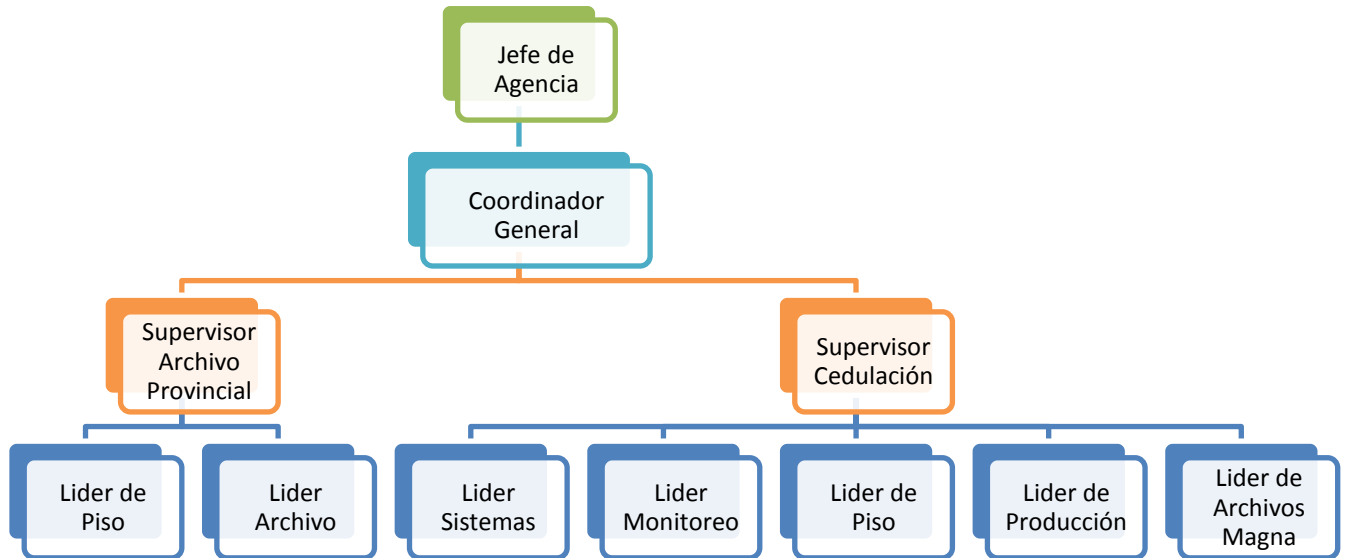 Jefe de
Agencia
Coordinador
General
Supervisor
Archivo
Provincial
Supervisor
Cedulación
Lider de
Piso
Lider
Archivo
Lider
Sistemas
Lider
Monitoreo
Lider de
Piso
Lider de
Producción
Lider de
Archivos
Magna